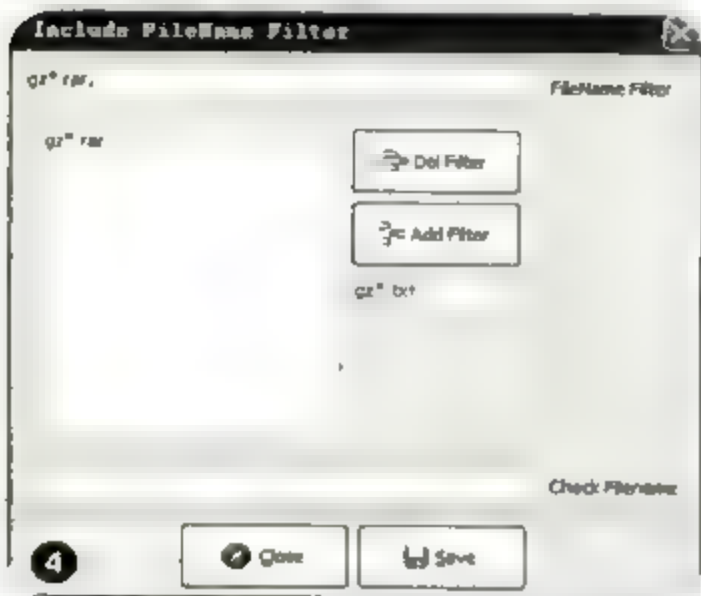 Include FileName Filter
gz*.rar,
FileName Filter
gz*.rar
Del Filter
Add Filter
gz*.txt
Check Filename
4
Close
Save